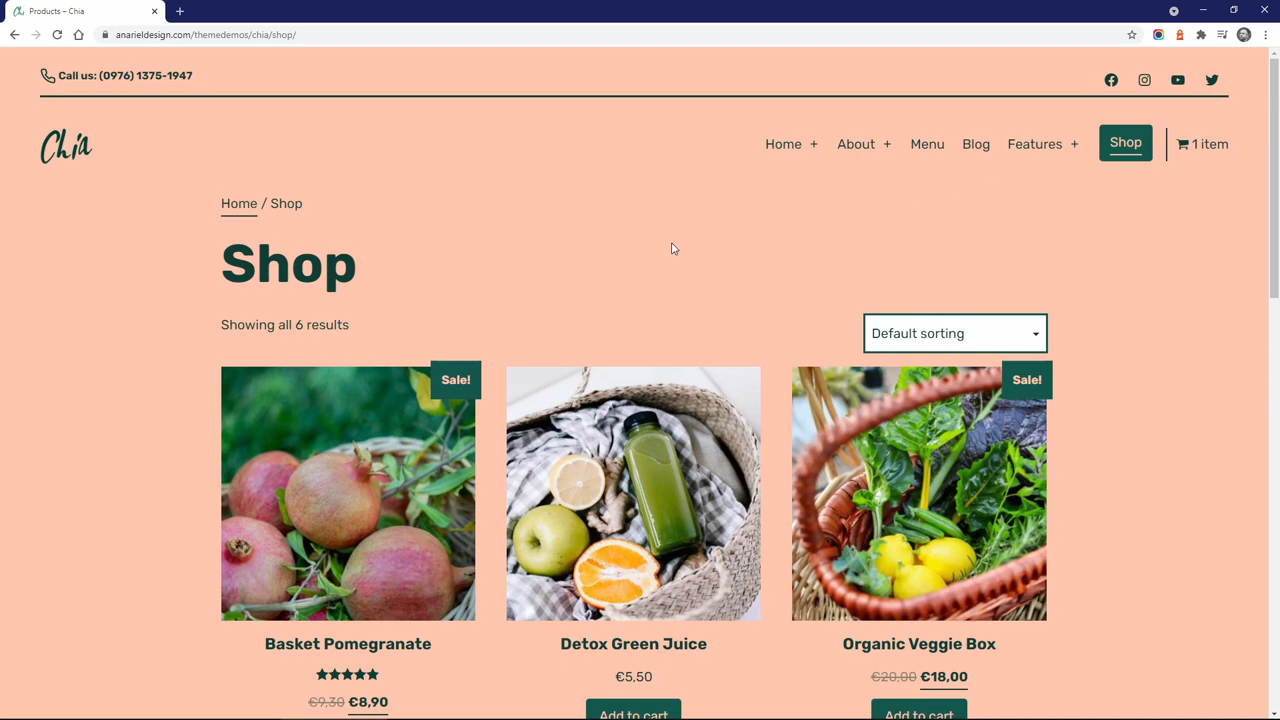 Products – Chia
anarieldesign.com/themedemos/chia/shop/
Call us: (0976) 1375-1947
Chia
Home + About + Menu Blog Features + Shop 1 item
Home / Shop
Shop
Showing all 6 results
Default sorting
Sale!
Sale!
Basket Pomegranate
€9,30 €8,90
Detox Green Juice
€5,50
Add to cart
Organic Veggie Box
€20,00 €18,00
Add to cart